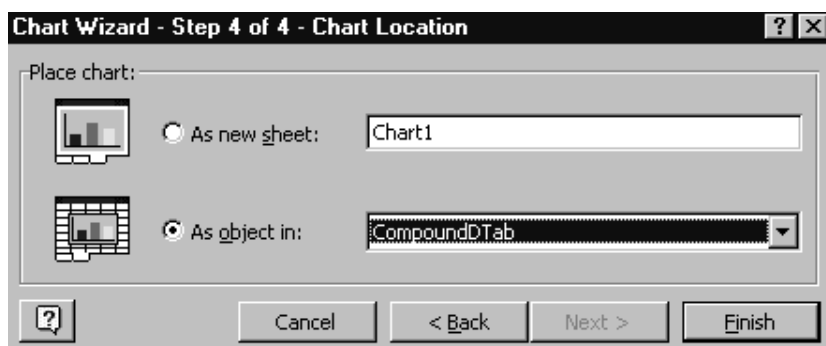 Chart Wizard - Step 4 of 4 - Chart Location
Place chart:
As new sheet: Chart1
As object in: CompoundDTab
Cancel < Back Next > Finish